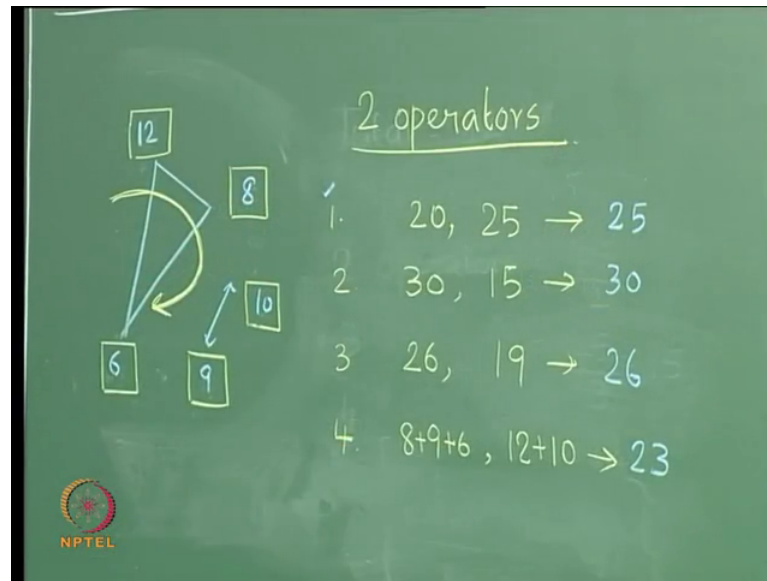 2 operators
12
8
10
9
6
1. 20, 25 → 25
2 30, 15 → 30
3 26, 19 → 26
4. 8+9+6, 12+10 → 23
NPTEL